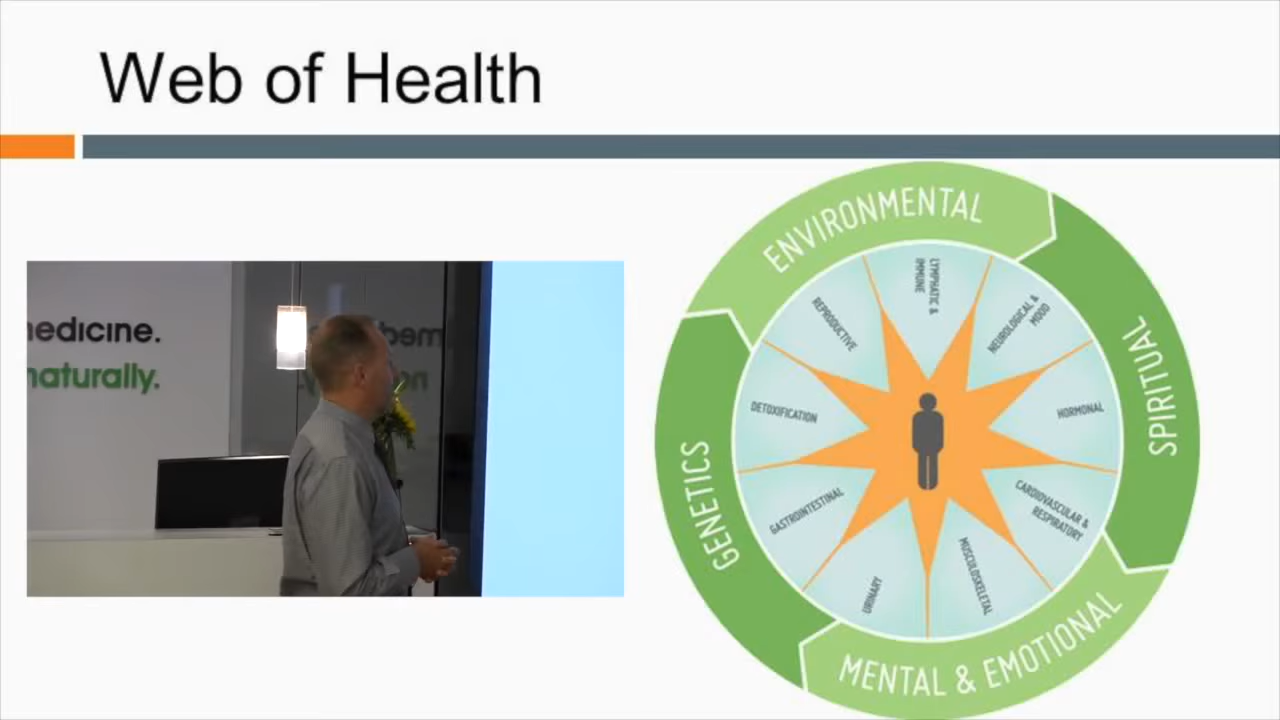 Web of Health
medicine.
naturally.
ENVIRONMENTAL
SPIRITUAL
MENTAL & EMOTIONAL
GENETICS
LYMPHATIC &
IMMUNE
NEUROLOGICAL &
MOOD
HORMONAL
CARDIOVASCULAR &
RESPIRATORY
MUSCULOSKELETAL
URINARY
GASTROINTESTINAL
DETOXIFICATION
REPRODUCTIVE